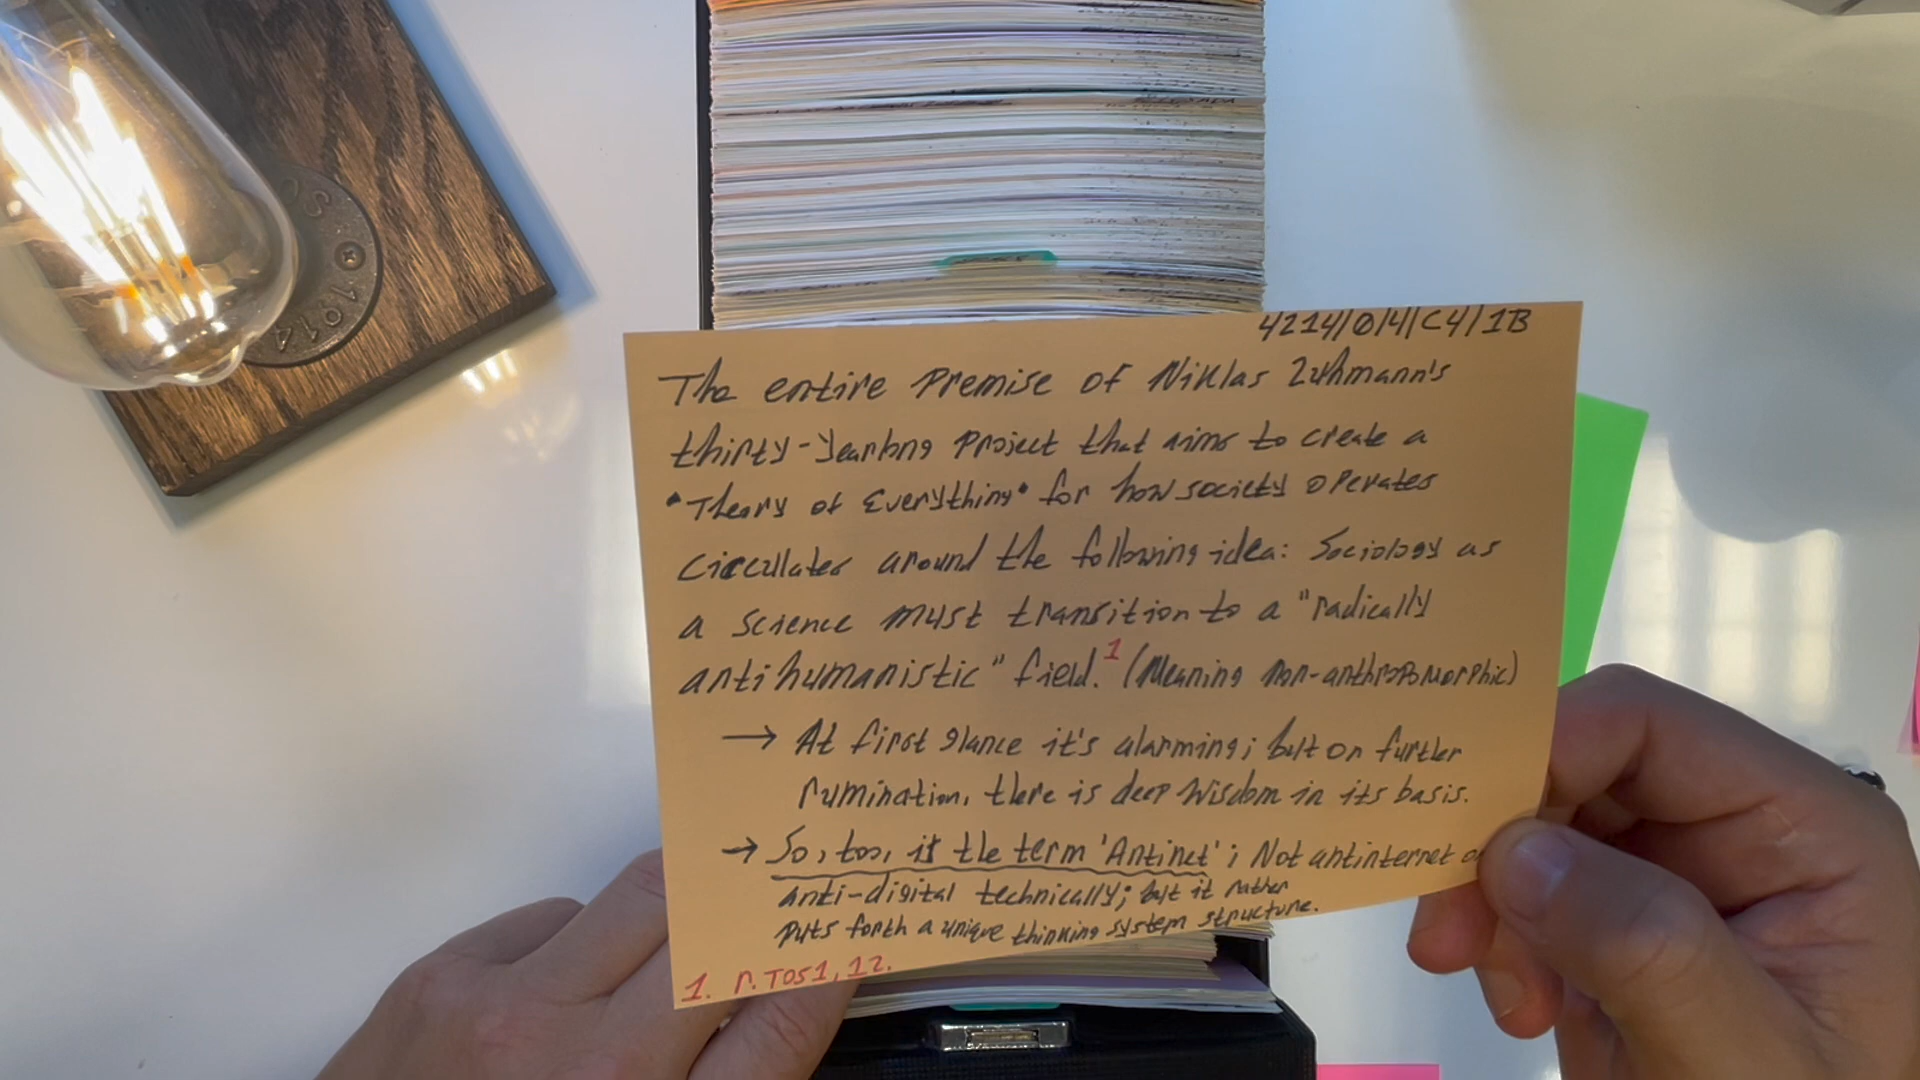 4214/0/4/C4/1B
The entire premise of Niklas Luhmann's
thirty-yearlong project that aims to create a
"Theory of Everything" for how society operates
circulates around the following idea: Sociology as
a science must transition to a "radically
antihumanistic" field.1 (Meaning non-anthropomorphic)
→ At first glance it's alarming; but on further
rumination, there is deep wisdom in its basis.
→ So, too, is the term 'Antinet'; Not antinternet or
anti-digital technically; but it rather
puts forth a unique thinking system structure.
1. r.TOS1, 12.
CS
1014